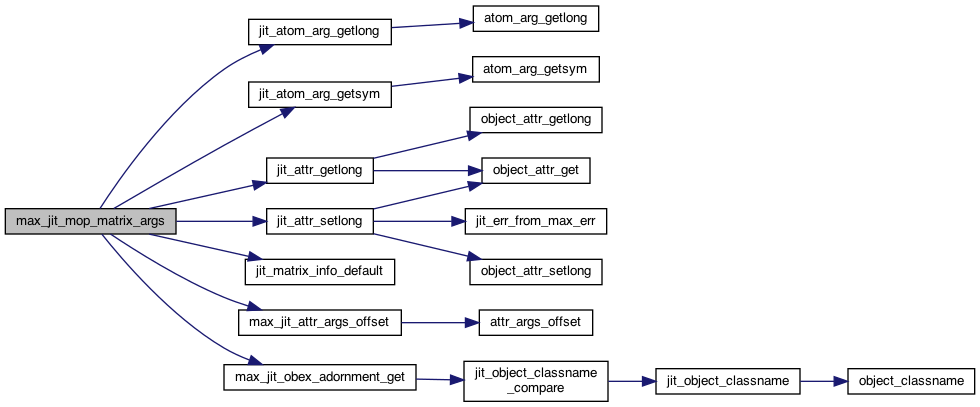 max_jit_mop_matrix_args
jit_atom_arg_getlong
atom_arg_getlong
jit_atom_arg_getsym
atom_arg_getsym
jit_attr_getlong
object_attr_getlong
object_attr_get
jit_attr_setlong
jit_err_from_max_err
object_attr_setlong
jit_matrix_info_default
max_jit_attr_args_offset
attr_args_offset
max_jit_obex_adornment_get
jit_object_classname
_compare
jit_object_classname
object_classname